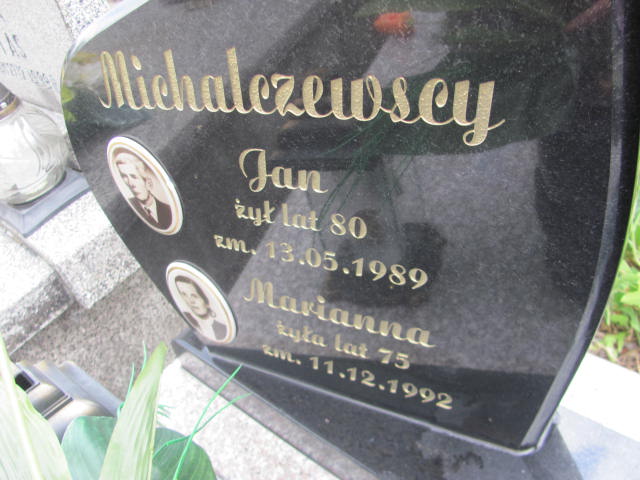 Michalczewscy
Jan
żył lat 80
zm. 13.05.1989
Marianna
żyła lat 75
zm. 11.12.1992